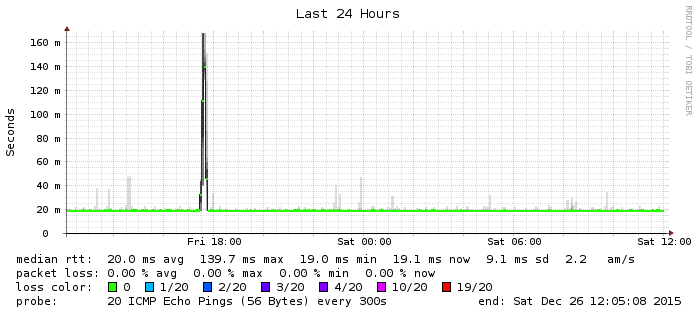 Last 24 Hours
RRDTOOL / TOBI OETIKER
Seconds
160 m
140 m
120 m
100 m
80 m
60 m
40 m
20 m
0
Fri 18:00 Sat 00:00 Sat 06:00 Sat 12:00
median rtt: 20.0 ms avg 139.7 ms max 19.0 ms min 19.1 ms now 9.1 ms sd 2.2 am/s
packet loss: 0.00 % avg 0.00 % max 0.00 % min 0.00 % now
loss color: 0 1/20 2/20 3/20 4/20 10/20 19/20
probe: 20 ICMP Echo Pings (56 Bytes) every 300s end: Sat Dec 26 12:05:08 2015